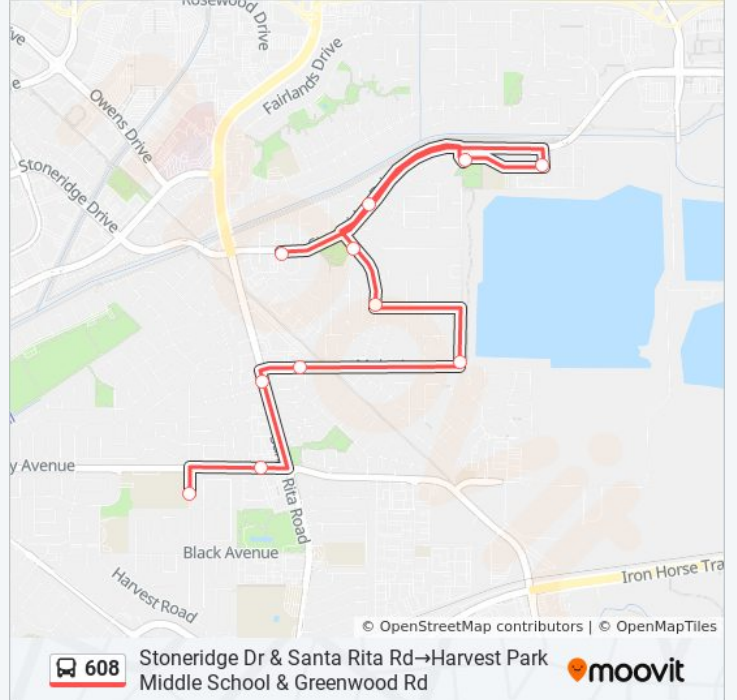 Rosewood Drive
Fairlands Drive
Owens Drive
Stoneridge Drive
y Avenue
Rita Road
Black Avenue
Harvest Road
Iron Horse Tra
© OpenStreetMap contributors | © OpenMapTiles
608
Stoneridge Dr & Santa Rita Rd→Harvest Park
Middle School & Greenwood Rd
moovit